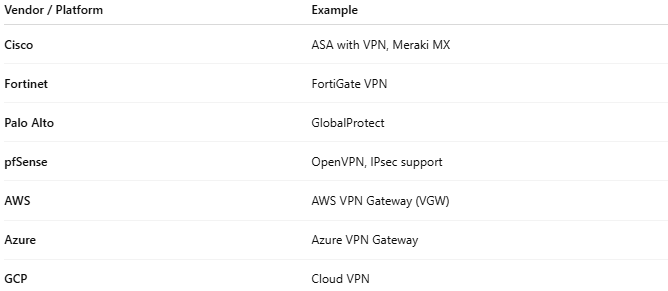 Vendor / Platform Example
Cisco ASA with VPN, Meraki MX
Fortinet FortiGate VPN
Palo Alto GlobalProtect
pfSense OpenVPN, IPsec support
AWS AWS VPN Gateway (VGW)
Azure Azure VPN Gateway
GCP Cloud VPN